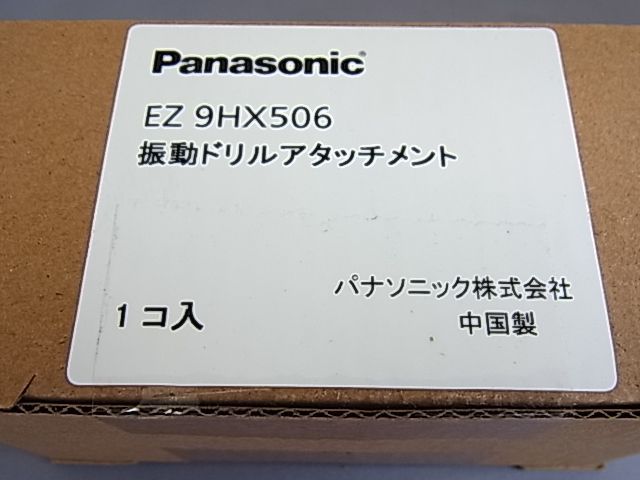 Panasonic
EZ 9HX506
振動ドリルアタッチメント
1コ入
パナソニック株式会社
中国製